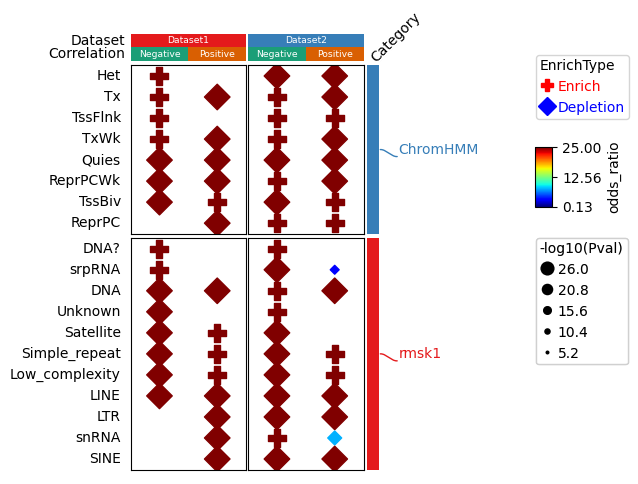 Dataset
Dataset1
Dataset2
Correlation
Negative
Positive
Negative
Positive
Category
Het
Tx
TssFlnk
TxWk
Quies
ReprPCWk
TssBiv
ReprPC
ChromHMM
DNA?
srpRNA
DNA
Unknown
Satellite
Simple_repeat
Low_complexity
LINE
LTR
snRNA
SINE
rmsk1
EnrichType
Enrich
Depletion
25.00
12.56
0.13
odds_ratio
-log10(Pval)
26.0
20.8
15.6
10.4
5.2